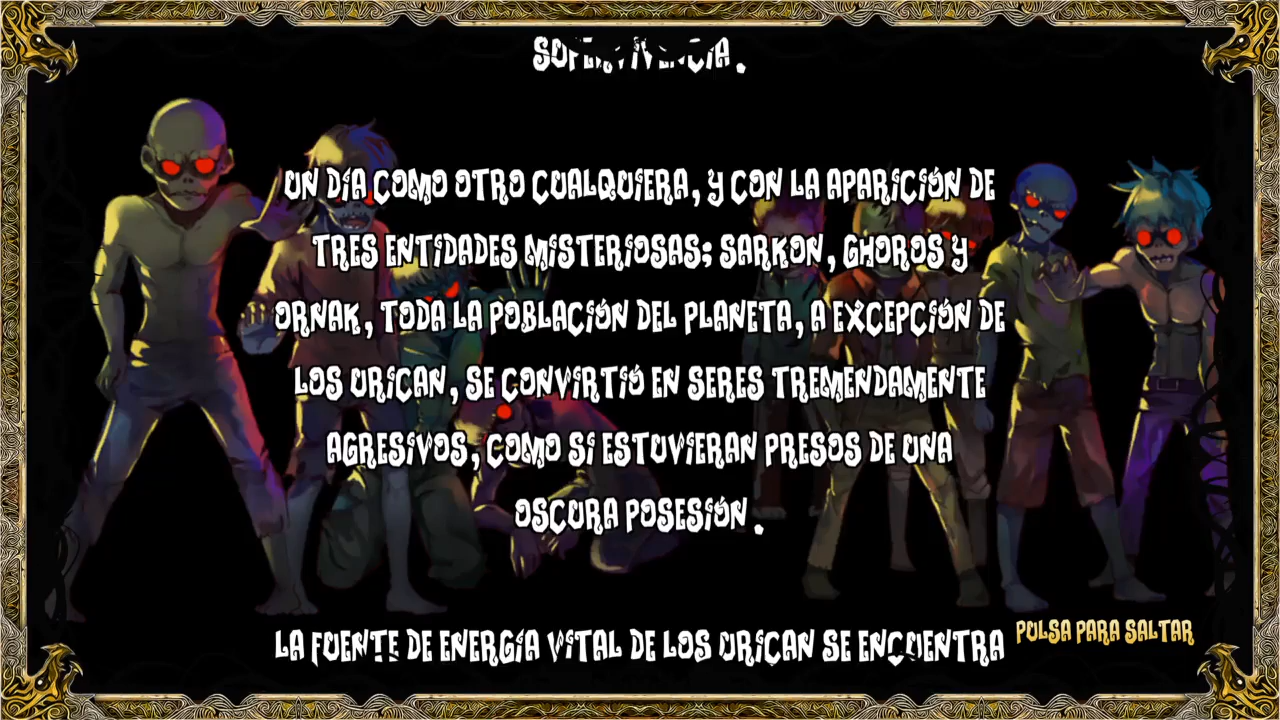 UN DÍA COMO OTRO CUALQUIERA, Y CON LA APARICIÓN DE
TRES ENTIDADES MISTERIOSAS; SARKON, GHOROS Y
ORNAK, TODA LA POBLACIÓN DEL PLANETA, A EXCEPCIÓN DE
LOS URICAN, SE CONVIRTIÓ EN SERES TREMENDAMENTE
AGRESIVOS, COMO SI ESTUVIERAN PRESOS DE UNA
OSCURA POSESIÓN.
LA FUENTE DE ENERGÍA VITAL DE LOS URICAN SE ENCUENTRA
PULSA PARA SALTAR